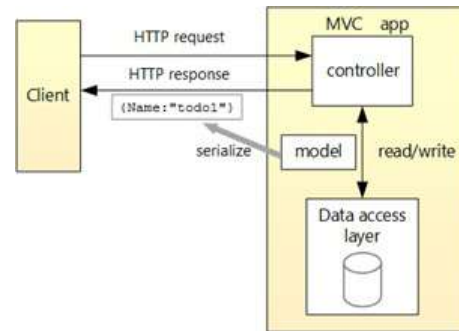 MVC app
HTTP request
controller
HTTP response
Client
{Name:"todo1"}
serialize
model
read/write
Data access
layer